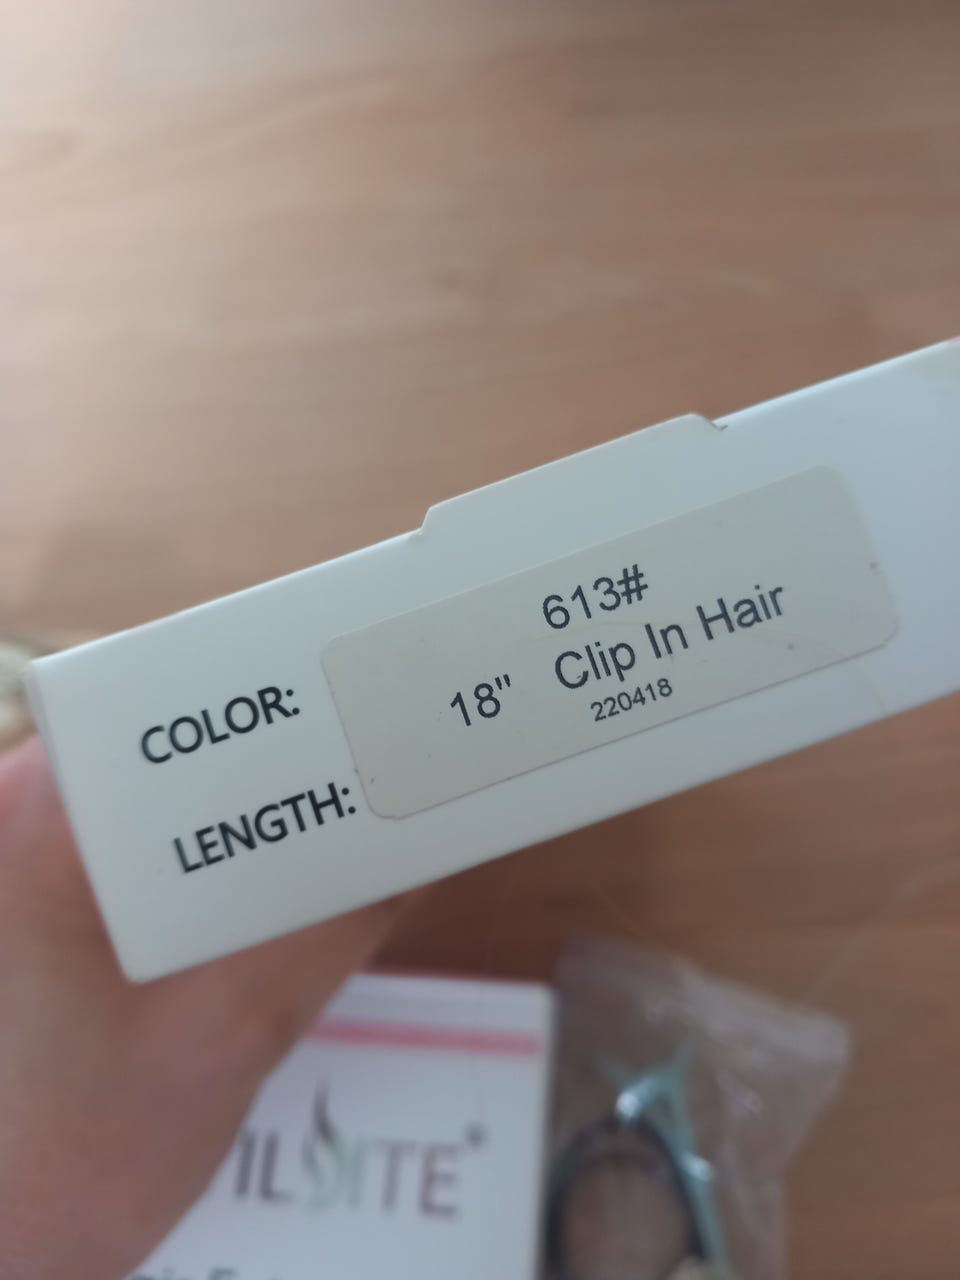 613#
COLOR:
18" Clip In Hair
220418
LENGTH: